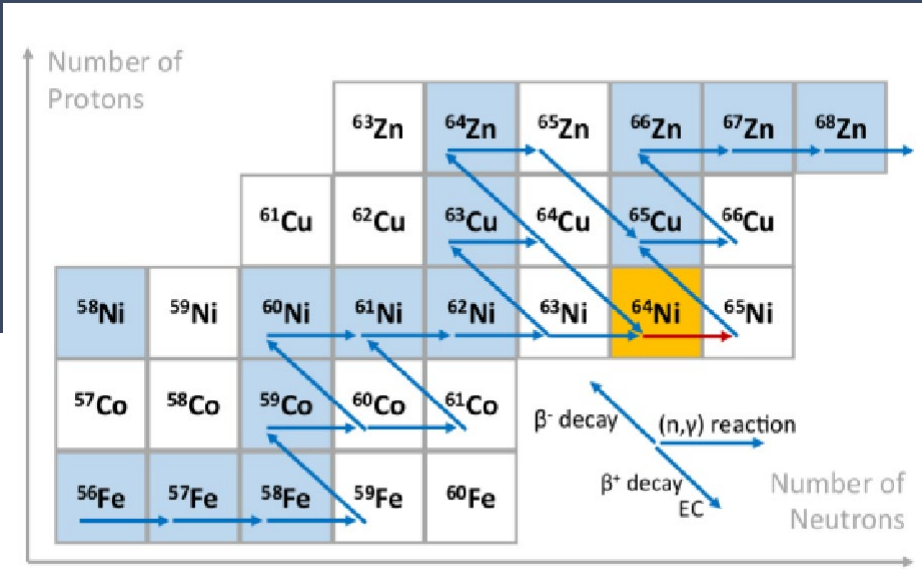 Number of
Protons
⁶³Zn ⁶⁴Zn ⁶⁵Zn ⁶⁶Zn ⁶⁷Zn ⁶⁸Zn
⁶¹Cu ⁶²Cu ⁶³Cu ⁶⁴Cu ⁶⁵Cu ⁶⁶Cu
⁵⁸Ni ⁵⁹Ni ⁶⁰Ni ⁶¹Ni ⁶²Ni ⁶³Ni ⁶⁴Ni ⁶⁵Ni
⁵⁷Co ⁵⁸Co ⁵⁹Co ⁶⁰Co ⁶¹Co
β⁻ decay (n,γ) reaction
⁵⁶Fe ⁵⁷Fe ⁵⁸Fe ⁵⁹Fe ⁶⁰Fe
β⁺ decay
EC
Number of
Neutrons